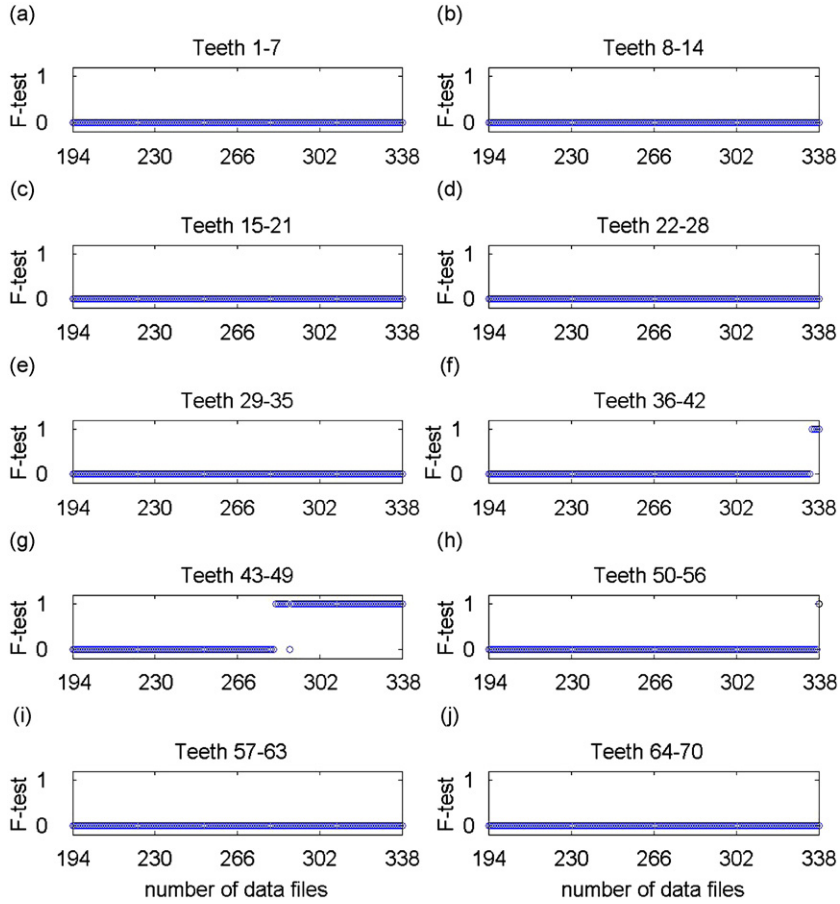 (a)
(b)
Teeth 1-7
Teeth 8-14
F-test
1
0
194 230 266 302 338
F-test
1
0
194 230 266 302 338
(c)
(d)
Teeth 15-21
Teeth 22-28
F-test
1
0
194 230 266 302 338
F-test
1
0
194 230 266 302 338
(e)
(f)
Teeth 29-35
Teeth 36-42
F-test
1
0
194 230 266 302 338
F-test
1
0
194 230 266 302 338
(g)
(h)
Teeth 43-49
Teeth 50-56
F-test
1
0
194 230 266 302 338
F-test
1
0
194 230 266 302 338
(i)
(j)
Teeth 57-63
Teeth 64-70
F-test
1
0
194 230 266 302 338
F-test
1
0
194 230 266 302 338
number of data files
number of data files